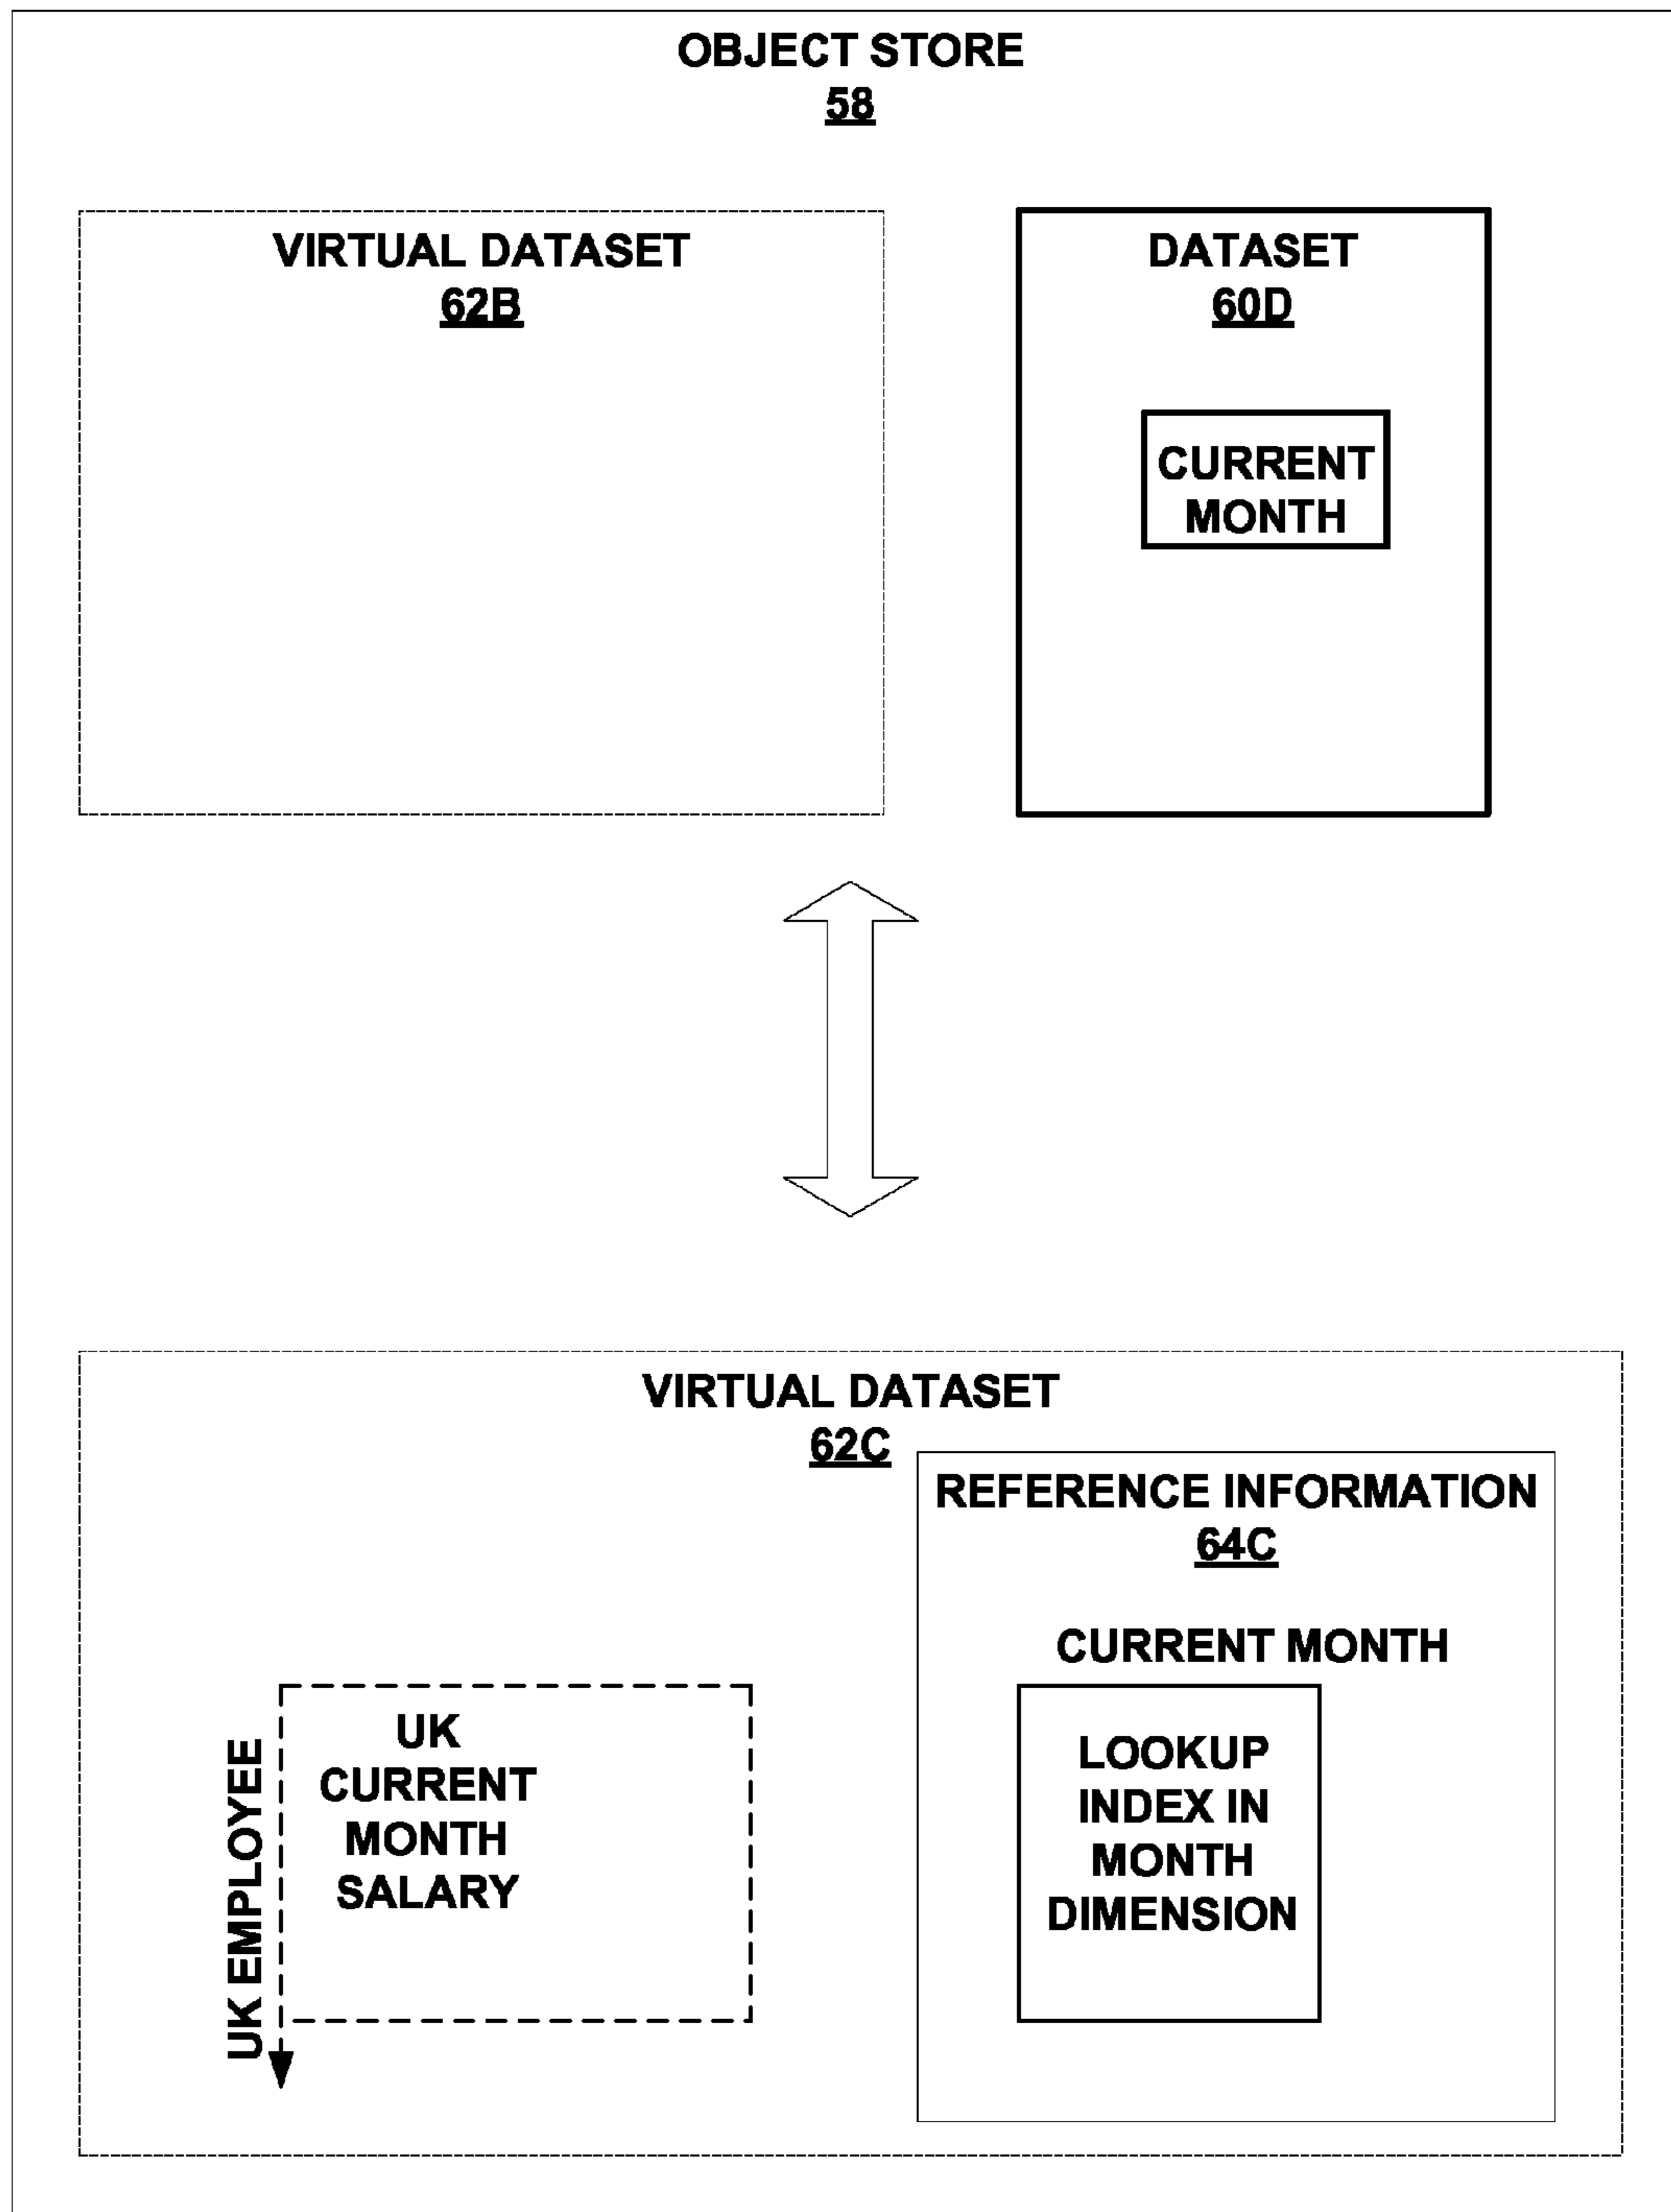 OBJECT STORE
58
VIRTUAL DATASET
62B
DATASET
60D
CURRENT
MONTH
VIRTUAL DATASET
62C
REFERENCE INFORMATION
64C
CURRENT MONTH
UK EMPLOYEE
UK
CURRENT
MONTH
SALARY
LOOKUP
INDEX IN
MONTH
DIMENSION